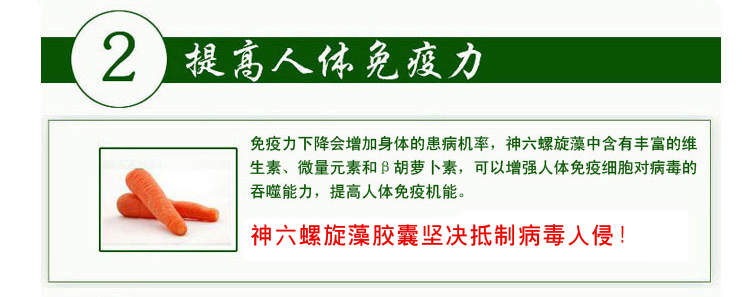 2 提高人体免疫力
免疫力下降会增加身体的患病机率，神六螺旋藻中含有丰富的维
生素、微量元素和β胡萝卜素，可以增强人体免疫细胞对病毒的
吞噬能力，提高人体免疫机能。
神六螺旋藻胶囊坚决抵制病毒入侵！